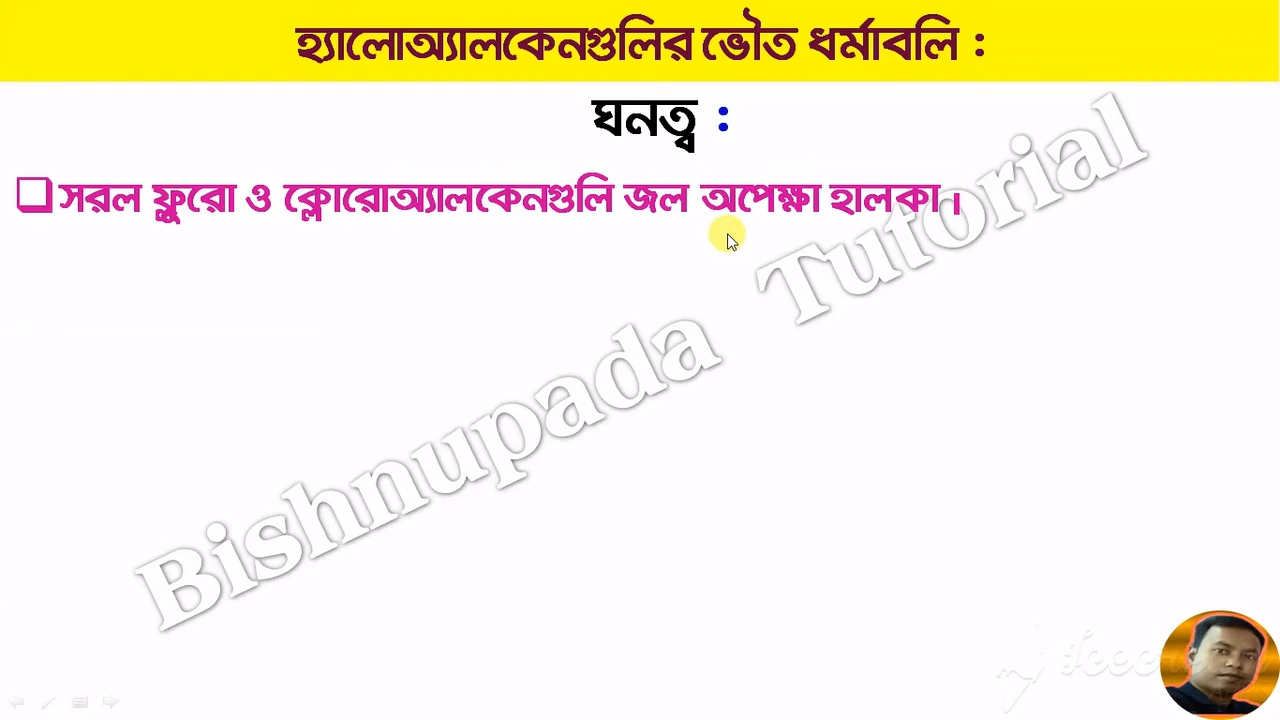 হ্যালোঅ্যালকেনগুলির ভৌত ধর্মাবলি :
ঘনত্ব :
❑সরল ফ্লুরো ও ক্লোরোঅ্যালকেনগুলি জল অপেক্ষা হালকা।
Bishnupada Tutorial